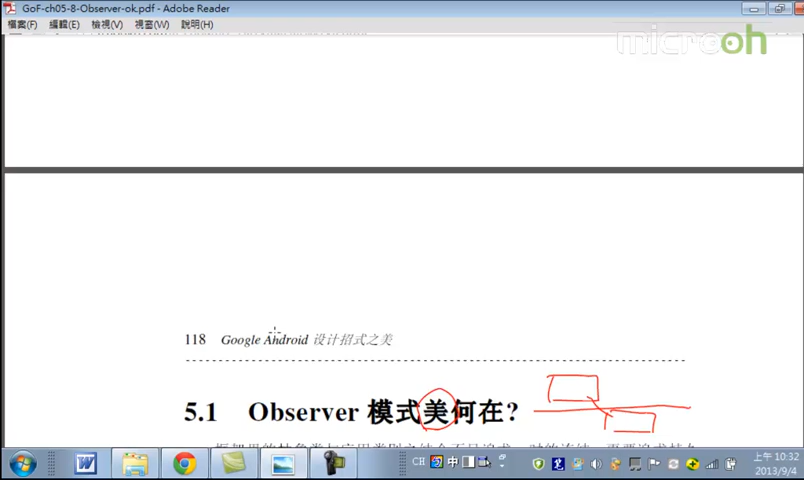 GoF-ch05-8-Observer-ok.pdf - Adobe Reader
檔案(F) 編輯(E) 檢視(V) 視窗(W) 說明(H)
microoh
118 Google Android 设计招式之美
5.1 Observer 模式美何在?
CH 中
上午 10:32
2013/9/4